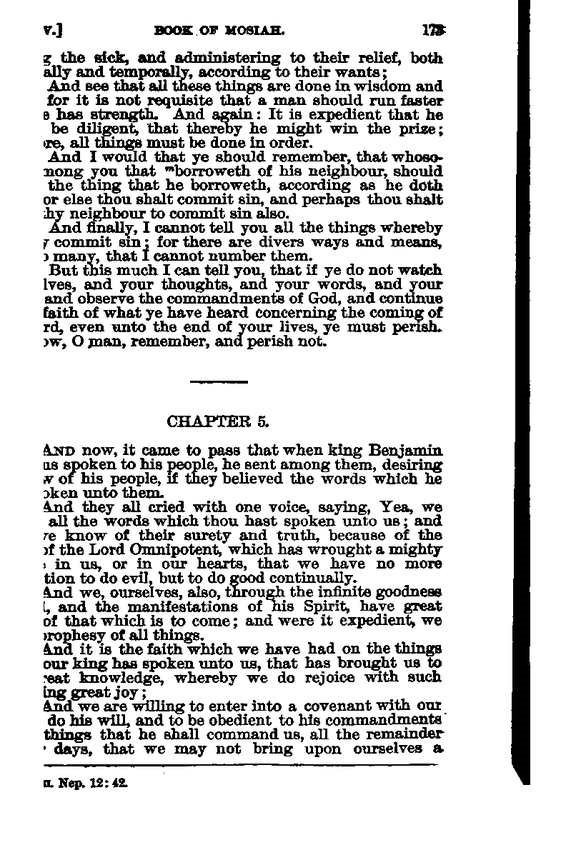 v.] BOOK OF MOSIAH. 173
g the sick, and administering to their relief, both
ally and temporally, according to their wants;
And see that all these things are done in wisdom and
for it is not requisite that a man should run faster
s has strength. And again: It is expedient that he
be diligent, that thereby he might win the prize;
re, all things must be done in order.
And I would that ye should remember, that whoso-
mong you that ᵐborroweth of his neighbour, should
the thing that he borroweth, according as he doth
or else thou shalt commit sin, and perhaps thou shalt
hy neighbour to commit sin also.
And finally, I cannot tell you all the things whereby
y commit sin; for there are divers ways and means,
o many, that I cannot number them.
But this much I can tell you, that if ye do not watch
lves, and your thoughts, and your words, and your
and observe the commandments of God, and continue
faith of what ye have heard concerning the coming of
rd, even unto the end of your lives, ye must perish.
ow, O man, remember, and perish not.
CHAPTER 5.
AND now, it came to pass that when king Benjamin
us spoken to his people, he sent among them, desiring
w of his people, if they believed the words which he
oken unto them.
And they all cried with one voice, saying, Yea, we
all the words which thou hast spoken unto us; and
re know of their surety and truth, because of the
of the Lord Omnipotent, which has wrought a mighty
in us, or in our hearts, that we have no more
tion to do evil, but to do good continually.
And we, ourselves, also, through the infinite goodness
l, and the manifestations of his Spirit, have great
of that which is to come; and were it expedient, we
prophesy of all things.
And it is the faith which we have had on the things
our king has spoken unto us, that has brought us to
reat knowledge, whereby we do rejoice with such
ing great joy;
And we are willing to enter into a covenant with our
do his will, and to be obedient to his commandments
things that he shall command us, all the remainder
days, that we may not bring upon ourselves a
II. Nep. 12: 42.